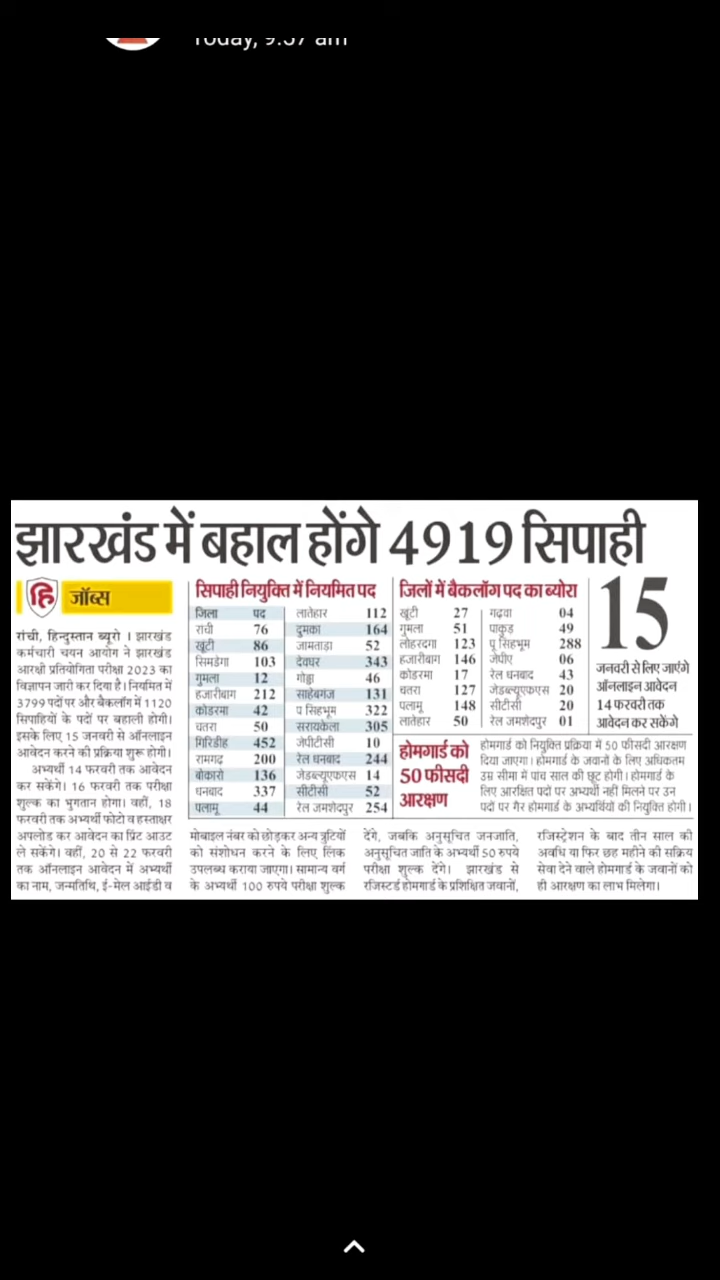 Today, 9:37 am
झारखंड में बहाल होंगे 4919 सिपाही
हि जॉब्स
रांची, हिन्दुस्तान ब्यूरो । झारखंड
कर्मचारी चयन आयोग ने झारखंड
आरक्षी प्रतियोगिता परीक्षा 2023 का
विज्ञापन जारी कर दिया है। नियमित में
3799 पदों पर और बैकलॉग में 1120
सिपाहियों के पदों पर बहाली होगी।
इसके लिए 15 जनवरी से ऑनलाइन
आवेदन करने की प्रक्रिया शुरू होगी।
अभ्यर्थी 14 फरवरी तक आवेदन
कर सकेंगे। 16 फरवरी तक परीक्षा
शुल्क का भुगतान होगा। वहीं, 18
फरवरी तक अभ्यर्थी फोटो व हस्ताक्षर
अपलोड कर आवेदन का प्रिंट आउट
ले सकेंगे। वहीं, 20 से 22 फरवरी
तक ऑनलाइन आवेदन में अभ्यर्थी
का नाम, जन्मतिथि, ई-मेल आईडी व
सिपाही नियुक्ति में नियमित पद
जिला पद लातेहार 112
रांची 76 दुमका 164
खूंटी 86 जामताड़ा 52
सिमडेगा 103 देवघर 343
गुमला 12 गोड्डा 46
हजारीबाग 212 साहेबगंज 131
कोडरमा 42 प सिंहभूम 322
चतरा 50 सरायकेला 305
गिरिडीह 452 जेपीटीसी 10
रामगढ़ 200 रेल धनबाद 244
बोकारो 136 जेडब्ल्यूएफएस 14
धनबाद 337 सीटीसी 52
पलामू 44 रेल जमशेदपुर 254
जिलों में बैकलॉग पद का ब्योरा
खूंटी 27 गढ़वा 04
गुमला 51 पाकुड़ 49
लोहरदगा 123 पू सिंहभूम 288
हजारीबाग 146 जेपीए 06
कोडरमा 17 रेल धनबाद 43
चतरा 127 जेडब्ल्यूएफएस 20
पलामू 148 सीटीसी 20
लातेहार 50 रेल जमशेदपुर 01
15
जनवरी से लिए जाएंगे
ऑनलाइन आवेदन
14 फरवरी तक
आवेदन कर सकेंगे
होमगार्ड को
50 फीसदी
आरक्षण
होमगार्ड को नियुक्ति प्रक्रिया में 50 फीसदी आरक्षण
दिया जाएगा। होमगार्ड के जवानों के लिए अधिकतम
उम्र सीमा में पांच साल की छूट होगी। होमगार्ड के
लिए आरक्षित पदों पर अभ्यर्थी नहीं मिलने पर उन
पदों पर गैर होमगार्ड के अभ्यर्थियों की नियुक्ति होगी।
मोबाइल नंबर को छोड़कर अन्य त्रुटियों
को संशोधन करने के लिए लिंक
उपलब्ध कराया जाएगा। सामान्य वर्ग
के अभ्यर्थी 100 रुपये परीक्षा शुल्क
देंगे, जबकि अनुसूचित जनजाति,
अनुसूचित जाति के अभ्यर्थी 50 रुपये
परीक्षा शुल्क देंगे। झारखंड से
रजिस्टर्ड होमगार्ड के प्रशिक्षित जवानों,
रजिस्ट्रेशन के बाद तीन साल की
अवधि या फिर छह महीने की सक्रिय
सेवा देने वाले होमगार्ड के जवानों को
ही आरक्षण का लाभ मिलेगा।